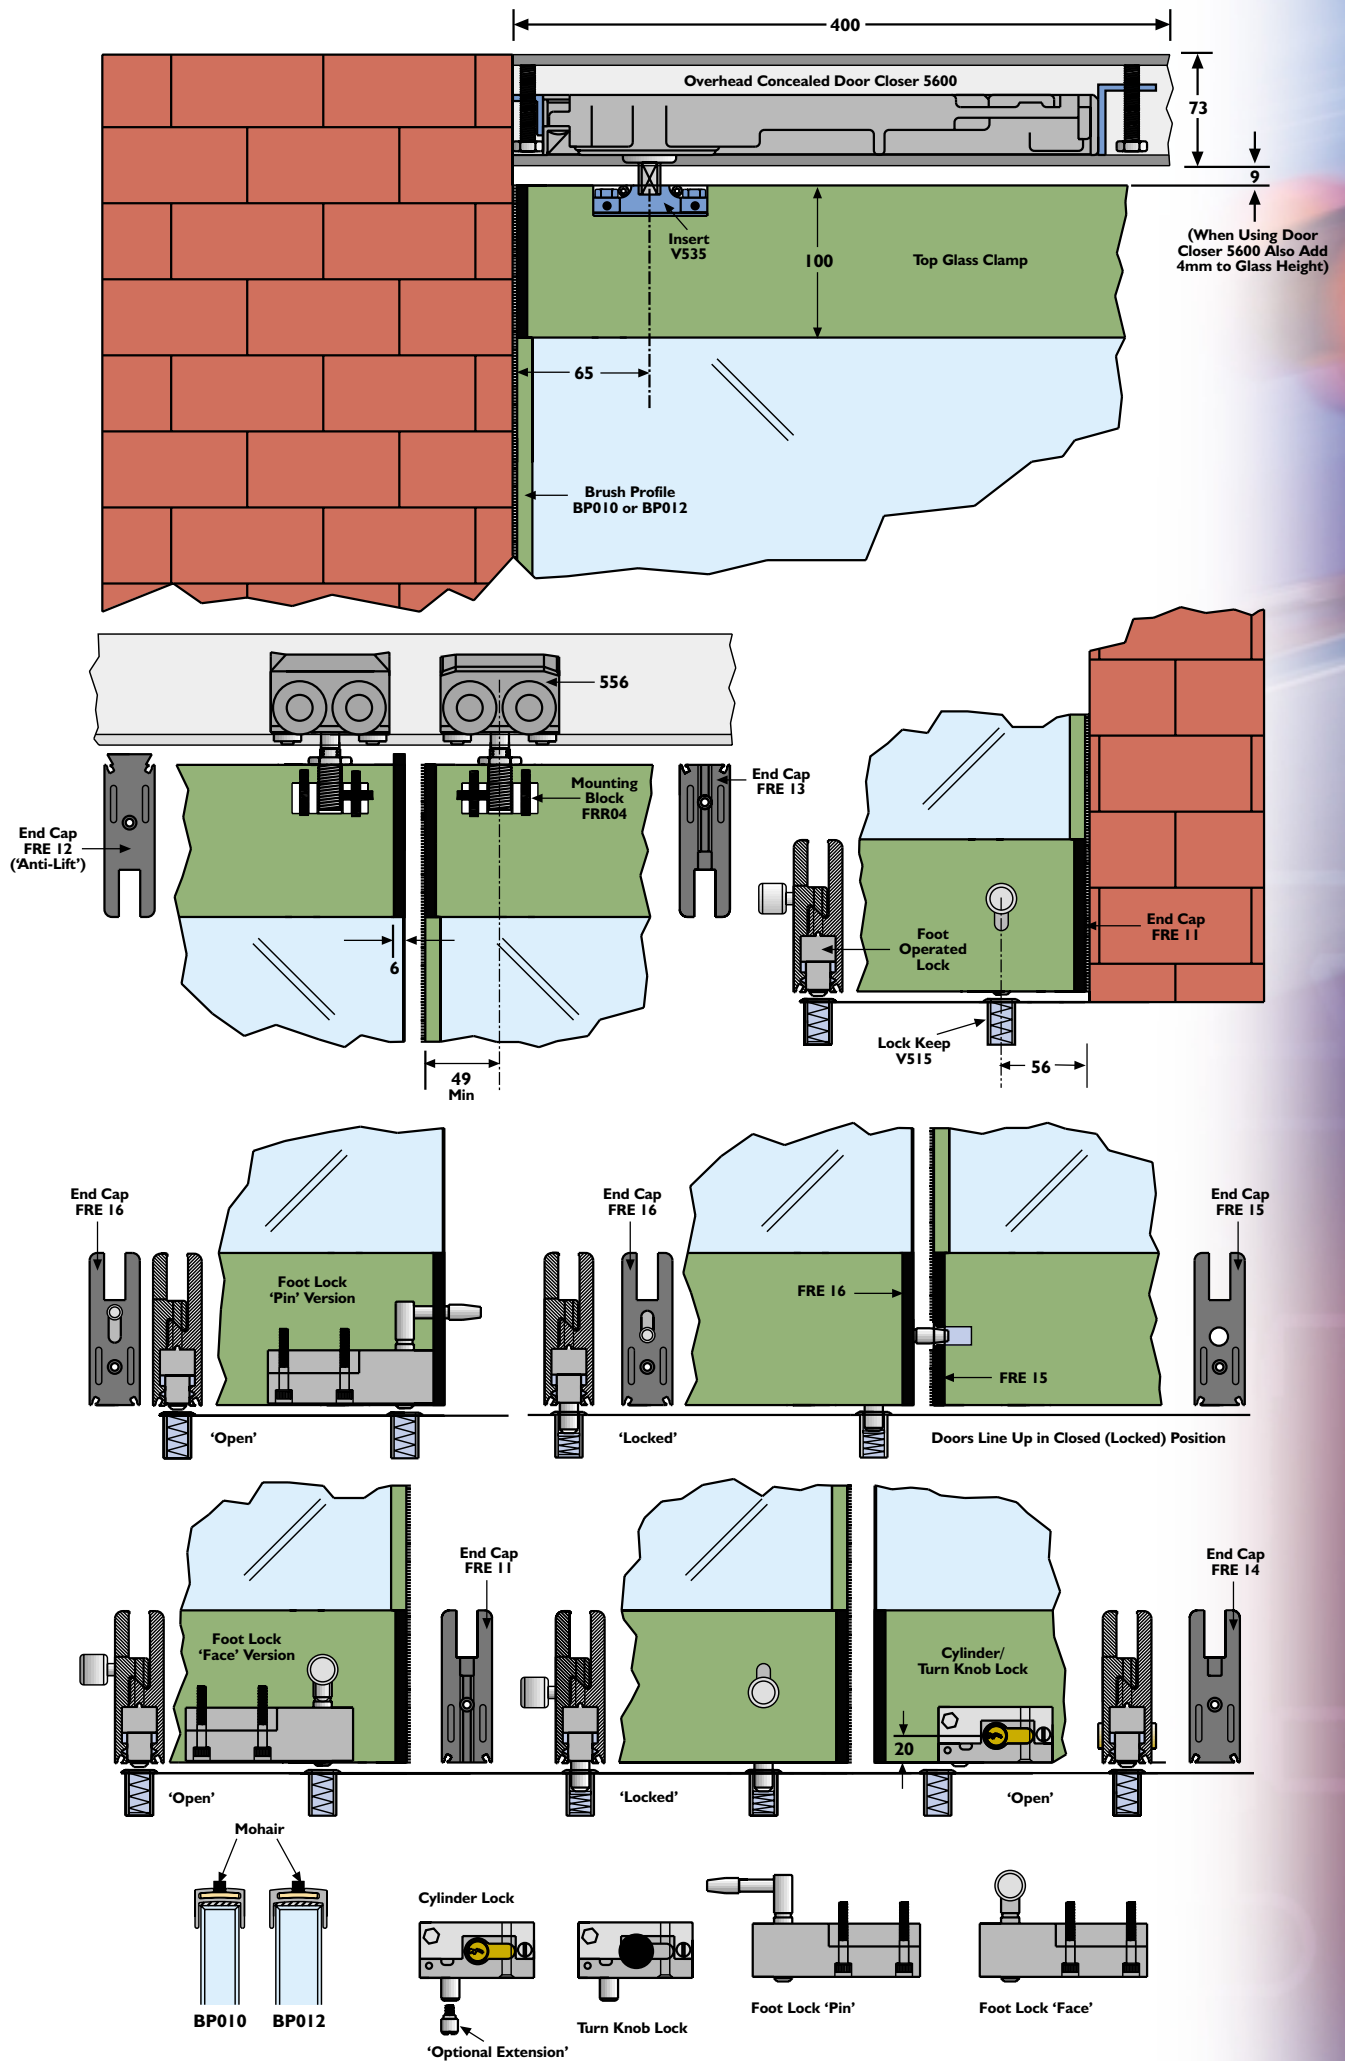 400
Overhead Concealed Door Closer 5600
73
9
(When Using Door
Closer 5600 Also Add
4mm to Glass Height)
Insert
V535
100
Top Glass Clamp
65
Brush Profile
BP010 or BP012
556
End Cap
FRE 12
(‘Anti-Lift’)
Mounting
Block
FRR04
End Cap
FRE 13
6
49
Min
Foot
Operated
Lock
End Cap
FRE 11
Lock Keep
V515
56
End Cap
FRE 16
Foot Lock
‘Pin’ Version
‘Open’
End Cap
FRE 16
FRE 16
FRE 15
End Cap
FRE 15
‘Locked’
Doors Line Up in Closed (Locked) Position
Foot Lock
‘Face’ Version
End Cap
FRE 11
‘Open’
‘Locked’
Cylinder/
Turn Knob Lock
20
‘Open’
End Cap
FRE 14
Mohair
BP010
BP012
Cylinder Lock
‘Optional Extension’
Turn Knob Lock
Foot Lock ‘Pin’
Foot Lock ‘Face’